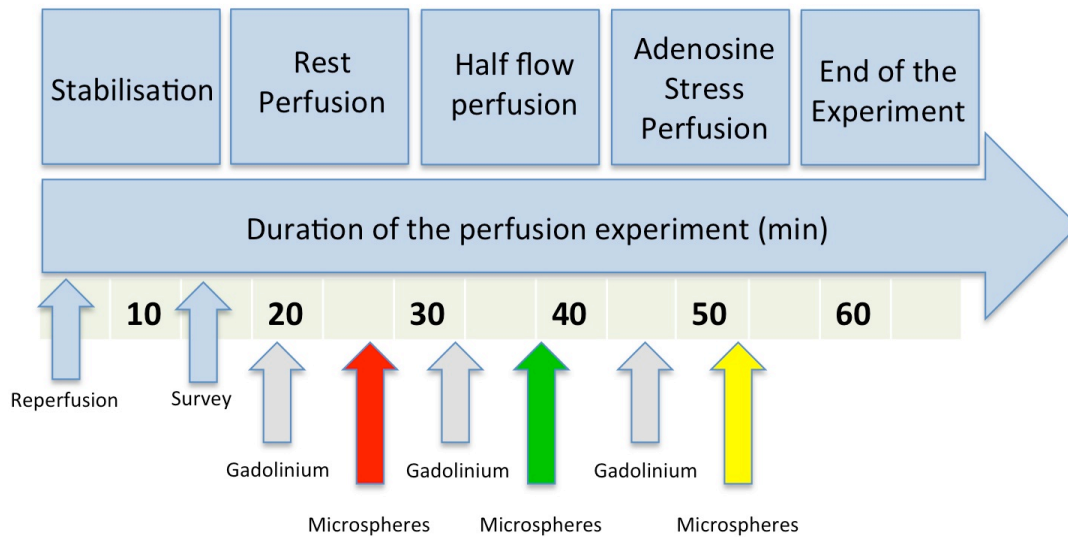 Stabilisation
Rest
Perfusion
Half flow
perfusion
Adenosine
Stress
Perfusion
End of the
Experiment
Duration of the perfusion experiment (min)
10 20 30 40 50 60
Reperfusion
Survey
Gadolinium
Gadolinium
Gadolinium
Microspheres
Microspheres
Microspheres